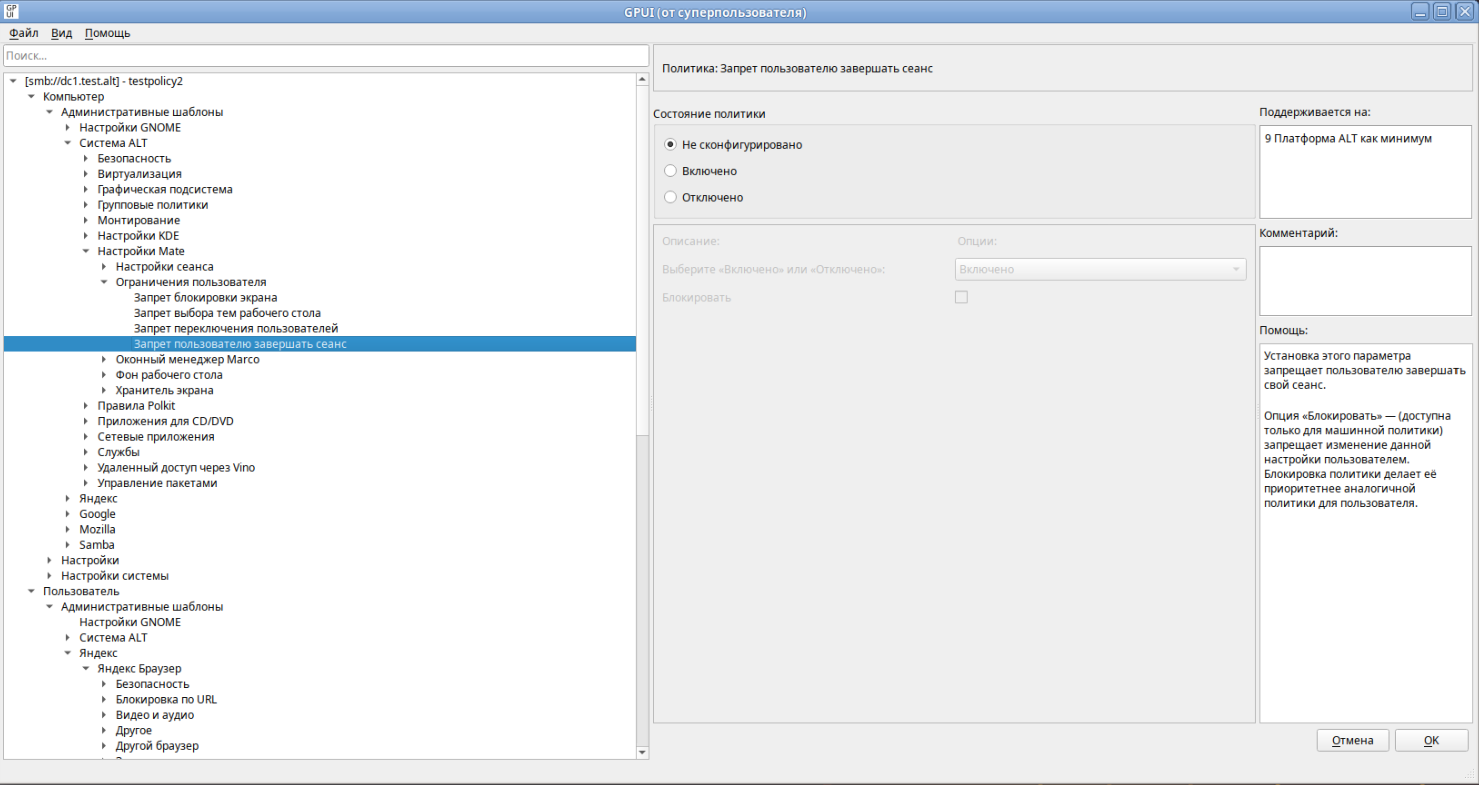 GPUI (от суперпользователя)
Файл Вид Помощь
Поиск...
[smb://dc1.test.alt] - testpolicy2
Компьютер
Административные шаблоны
Настройки GNOME
Система ALT
Безопасность
Виртуализация
Графическая подсистема
Групповые политики
Монтирование
Настройки KDE
Настройки Mate
Настройки сеанса
Ограничения пользователя
Запрет блокировки экрана
Запрет выбора тем рабочего стола
Запрет переключения пользователей
Запрет пользователю завершать сеанс
Оконный менеджер Marco
Фон рабочего стола
Хранитель экрана
Правила Polkit
Приложения для CD/DVD
Сетевые приложения
Службы
Удаленный доступ через Vino
Управление пакетами
Яндекс
Google
Mozilla
Samba
Настройки
Настройки системы
Пользователь
Административные шаблоны
Настройки GNOME
Система ALT
Яндекс
Яндекс Браузер
Безопасность
Блокировка по URL
Видео и аудио
Другое
Другой браузер
Политика: Запрет пользователю завершать сеанс
Состояние политики
Не сконфигурировано
Включено
Отключено
Описание: Опции:
Выберите «Включено» или «Отключено»: Включено
Блокировать
Поддерживается на:
9 Платформа ALT как минимум
Комментарий:
Помощь:
Установка этого параметра
запрещает пользователю завершать
свой сеанс.
Опция «Блокировать» — (доступна
только для машинной политики)
запрещает изменение данной
настройки пользователем.
Блокировка политики делает её
приоритетнее аналогичной
политики для пользователя.
Отмена OK